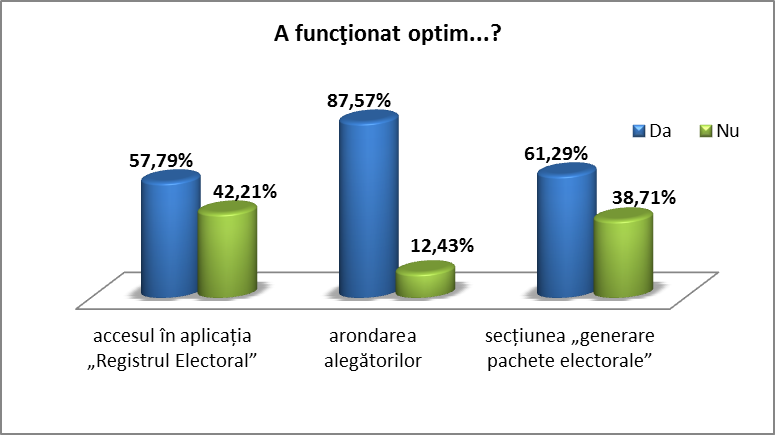 A funcţionat optim...?
87,57%
57,79%
42,21%
12,43%
61,29%
38,71%
Da
Nu
accesul în aplicația
„Registrul Electoral”
arondarea
alegătorilor
secțiunea „generare
pachete electorale”